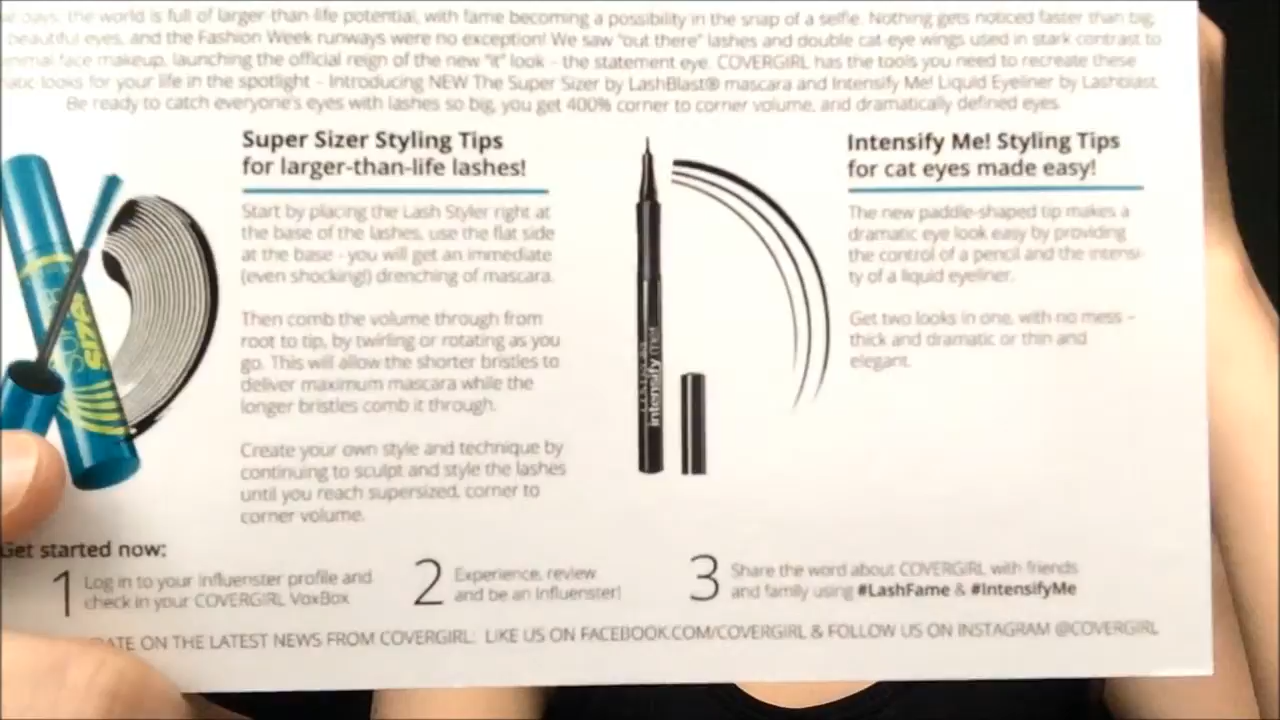 days, the world is full of larger-than-life potential, with fame becoming a possibility in the snap of a selfie. Nothing gets noticed faster than big,
beautiful eyes, and the Fashion Week runways were no exception! We saw "out there" lashes and double cat-eye wings used in stark contrast to
face makeup, launching the official reign of the new "it" look - the statement eye. COVERGIRL has the tools you need to recreate these
looks for your life in the spotlight - Introducing NEW The Super Sizer by LashBlast® mascara and Intensify Me! Liquid Eyeliner by Lashblast.
Be ready to catch everyone's eyes with lashes so big, you get 400% corner to corner volume, and dramatically defined eyes.
Super Sizer Styling Tips
for larger-than-life lashes!
Start by placing the Lash Styler right at
the base of the lashes, use the flat side
at the base - you will get an immediate
(even shocking!) drenching of mascara.
Then comb the volume through from
root to tip, by twirling or rotating as you
go. This will allow the shorter bristles to
deliver maximum mascara while the
longer bristles comb it through.
Create your own style and technique by
continuing to sculpt and style the lashes
until you reach supersized, corner to
corner volume.
super
sizer
COVERGIRL
intensify me!
Intensify Me! Styling Tips
for cat eyes made easy!
The new paddle-shaped tip makes a
dramatic eye look easy by providing
the control of a pencil and the intensi-
ty of a liquid eyeliner.
Get two looks in one, with no mess -
thick and dramatic or thin and
elegant.
Get started now:
1 Log in to your Influenster profile and
check in your COVERGIRL VoxBox
2 Experience, review
and be an Influenster!
3 Share the word about COVERGIRL with friends
and family using #LashFame & #IntensifyMe
ATE ON THE LATEST NEWS FROM COVERGIRL: LIKE US ON FACEBOOK.COM/COVERGIRL & FOLLOW US ON INSTAGRAM @COVERGIRL